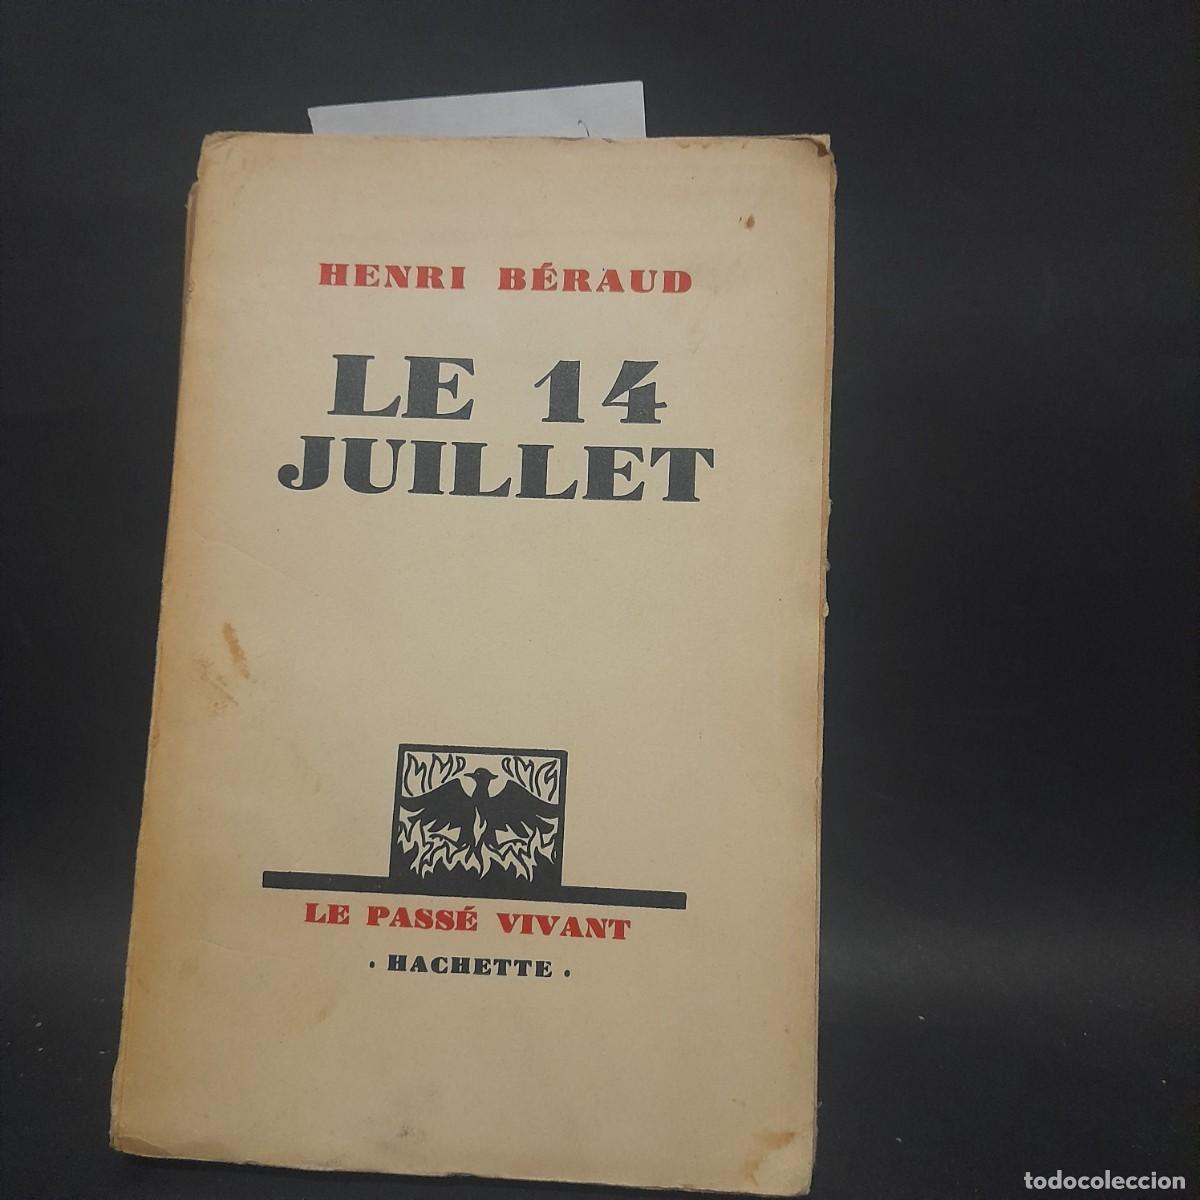 HENRI BÉRAUD
LE 14
JUILLET
LE PASSÉ VIVANT
· HACHETTE ·
todocoleccion